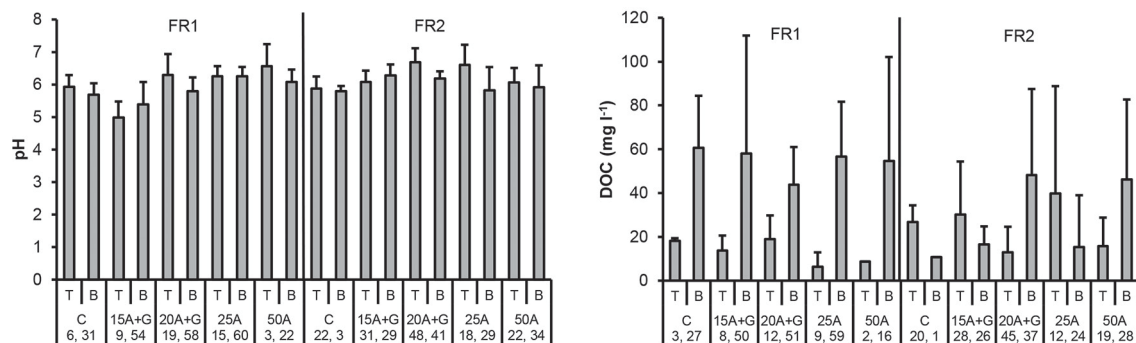 8
7
6
5
4
3
2
1
0
pH
FR1
FR2
T B T B T B T B T B T B T B T B T B T B
C 15A+G 20A+G 25A 50A C 15A+G 20A+G 25A 50A
6, 31 9, 54 19, 58 15, 60 3, 22 22, 3 31, 29 48, 41 18, 29 22, 34
120
100
80
60
40
20
0
DOC (mg l-1)
FR1
FR2
T B T B T B T B T B T B T B T B T B T B
C 15A+G 20A+G 25A 50A C 15A+G 20A+G 25A 50A
3, 27 8, 50 12, 51 9, 59 2, 16 20, 1 28, 26 45, 37 12, 24 19, 28